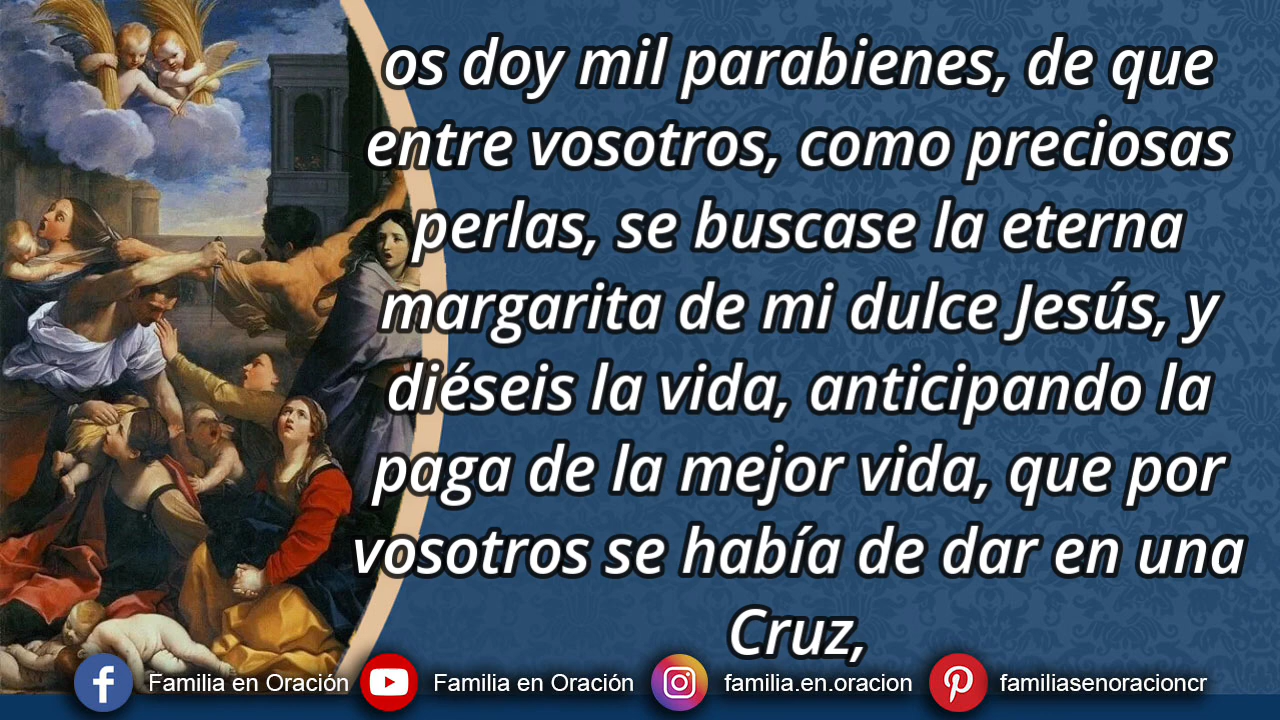 os doy mil parabienes, de que
entre vosotros, como preciosas
perlas, se buscase la eterna
margarita de mi dulce Jesús, y
diéseis la vida, anticipando la
paga de la mejor vida, que por
vosotros se había de dar en una
Cruz,
Familia en Oración
Familia en Oración
familia.en.oracion
familiasenoracioncr